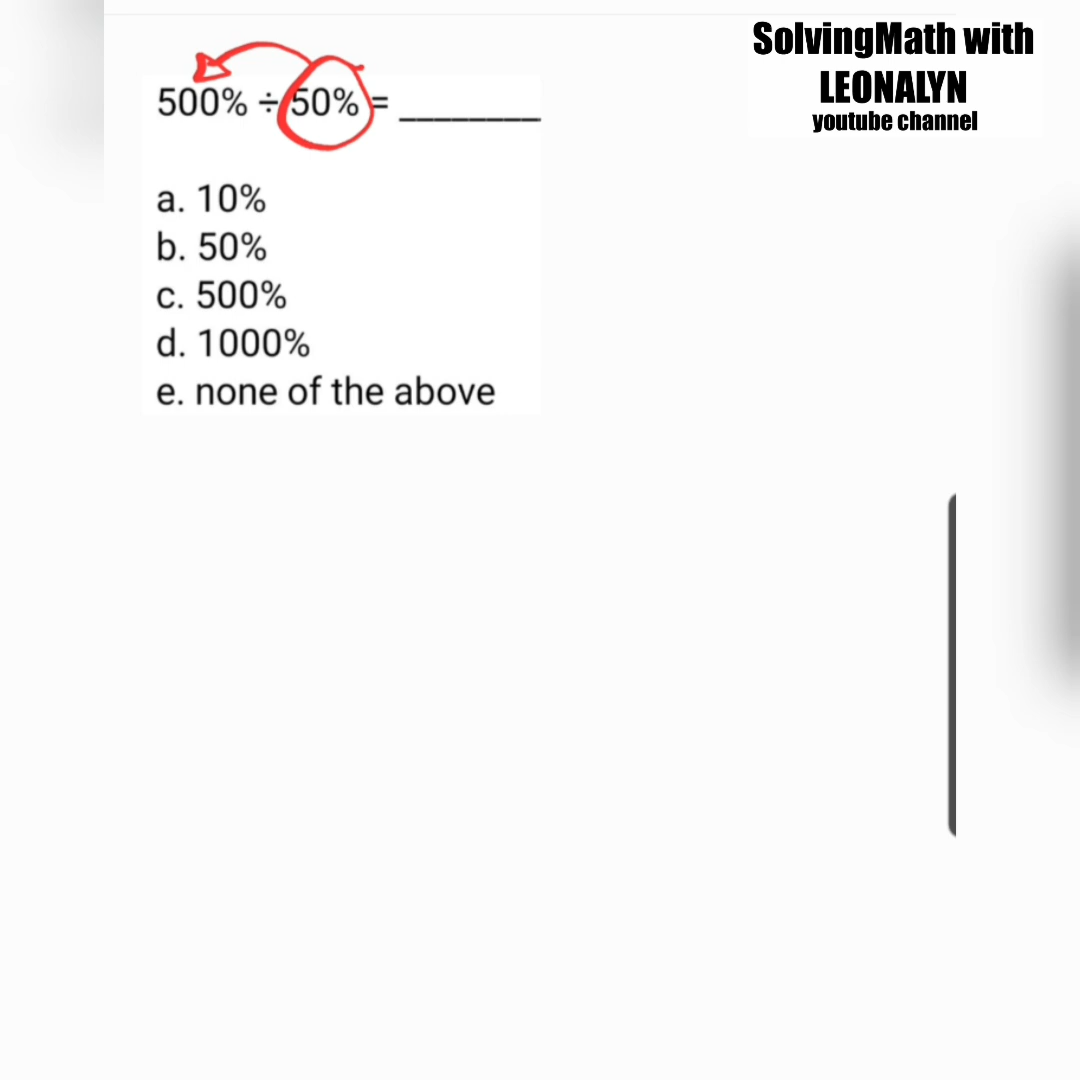 SolvingMath with
LEONALYN
youtube channel
500% ÷ 50% = ________
a. 10%
b. 50%
c. 500%
d. 1000%
e. none of the above